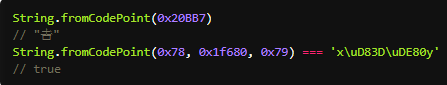 String.fromCodePoint(0x20BB7)
// "𠮷"
String.fromCodePoint(0x78, 0x1f680, 0x79) === 'x\uD83D\uDE80y'
// true